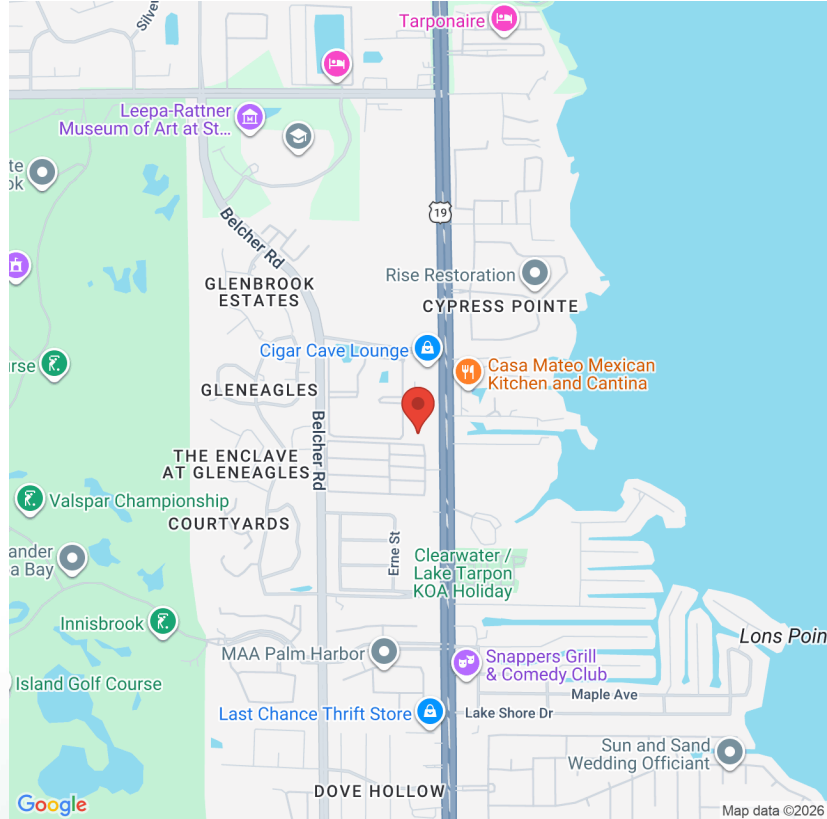 Tarponaire
Silve
Leepa-Rattner
Museum of Art at St...
te
ok
19
Belcher Rd
Rise Restoration
GLENBROOK
ESTATES
CYPRESS POINTE
Cigar Cave Lounge
Casa Mateo Mexican
Kitchen and Cantina
urse
GLENEAGLES
Belcher Rd
THE ENCLAVE
AT GLENEAGLES
Valspar Championship
COURTYARDS
Erne St
ander
a Bay
Clearwater /
Lake Tarpon
KOA Holiday
Innisbrook
Lons Poin
MAA Palm Harbor
Snappers Grill
& Comedy Club
Island Golf Course
Maple Ave
Last Chance Thrift Store
Lake Shore Dr
Sun and Sand
Wedding Officiant
DOVE HOLLOW
Google
Map data ©2026